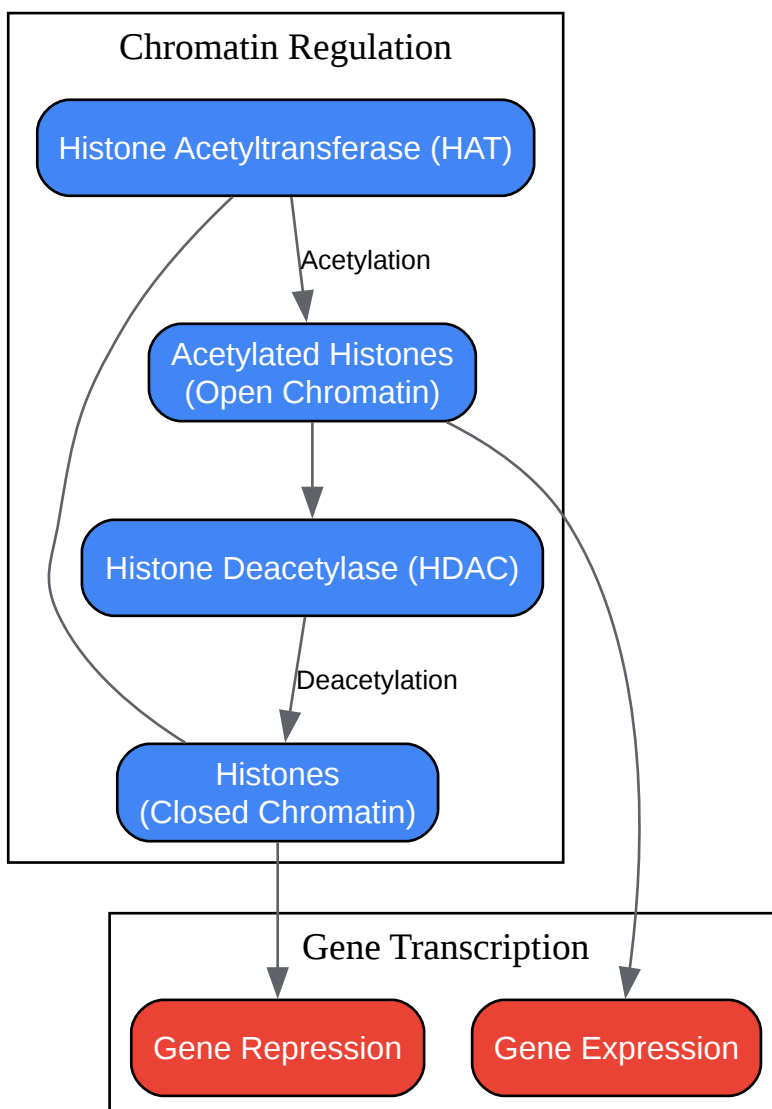 Chromatin Regulation
Histone Acetyltransferase (HAT)
Acetylation
Acetylated Histones
(Open Chromatin)
Histone Deacetylase (HDAC)
Deacetylation
Histones
(Closed Chromatin)
Gene Transcription
Gene Repression
Gene Expression